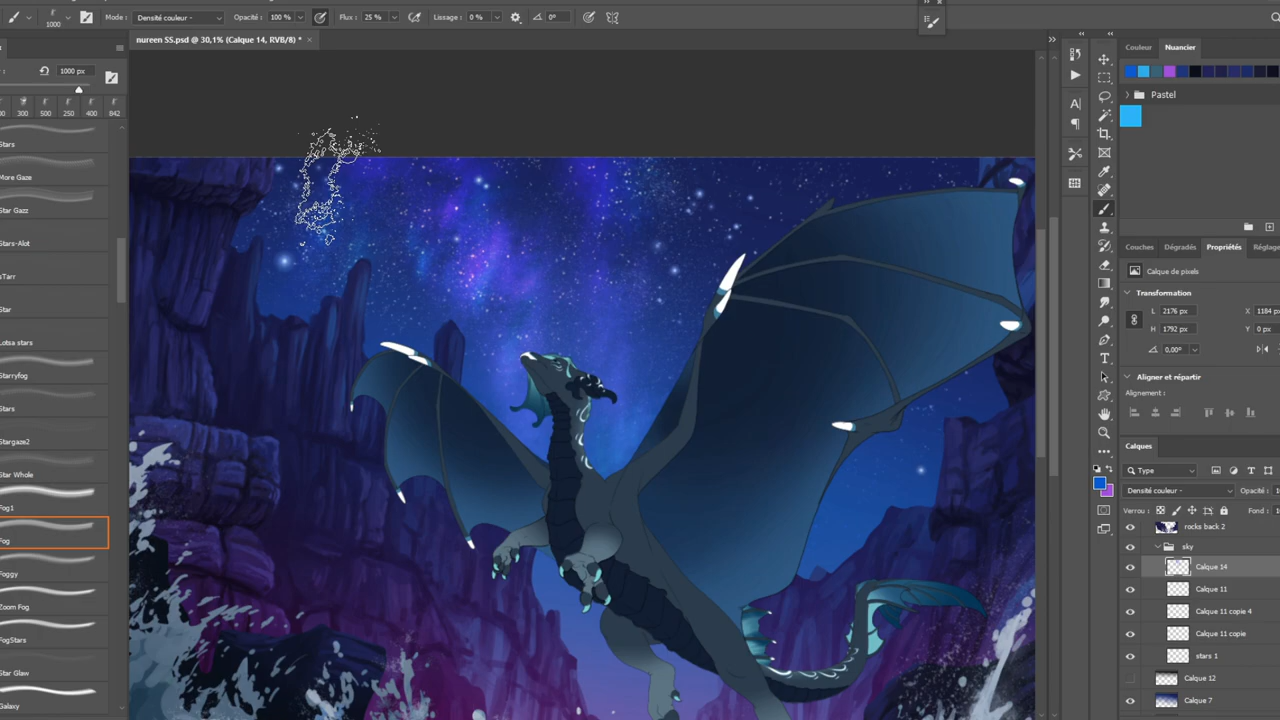 1000
Mode : Densité couleur -
Opacité : 100 %
Flux : 25 %
Lissage : 0 %
0°
nureen SS.psd @ 30,1% (Calque 14, RVB/8) * ×
1000 px
300 500 250 400 842
Stars
More Gaze
Star Gazz
Stars-Alot
Star
Lotsa stars
Starryfog
Stars
Stargaze2
Star Whole
Fog1
Fog
Foggy
Zoom Fog
FogStars
Star Glaw
Galaxy
Couleur Nuancier
Pastel
Couches Dégradés Propriétés Réglage
Calque de pixels
Transformation
L 2176 px X 1184 px
H 1792 px Y 0 px
0,00°
Aligner et répartir
Alignement :
Calques
Type
Densité couleur - Opacité :
Verrou : Fond :
rocks back 2
sky
Calque 14
Calque 11
Calque 11 copie 4
Calque 11 copie
stars 1
Calque 12
Calque 7